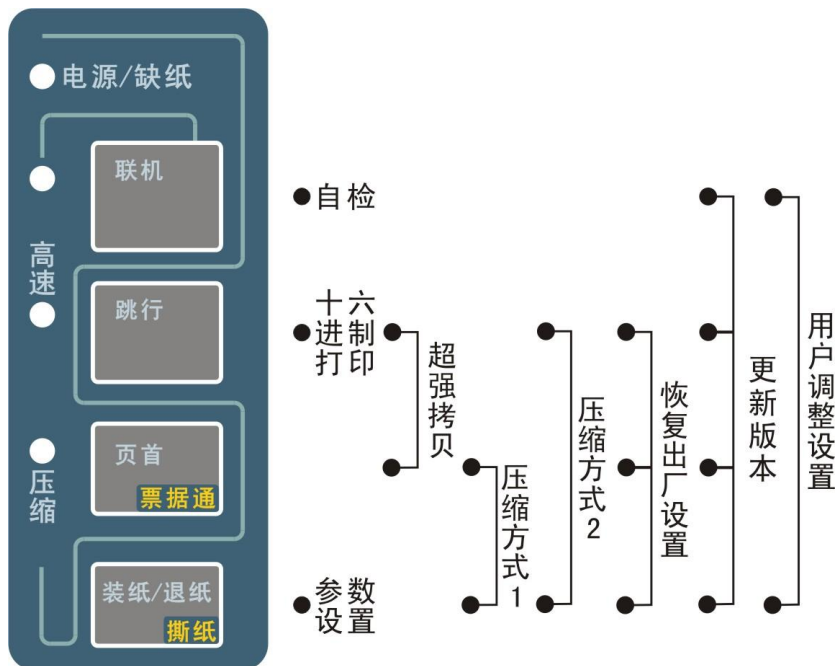 电源/缺纸
联机
高速
跳行
页首
票据通
压缩
装纸/退纸
撕纸
自检
十六
进制
打印
参数
设置
超强拷贝
压缩方式1
压缩方式2
恢复出厂设置
更新版本
用户调整设置